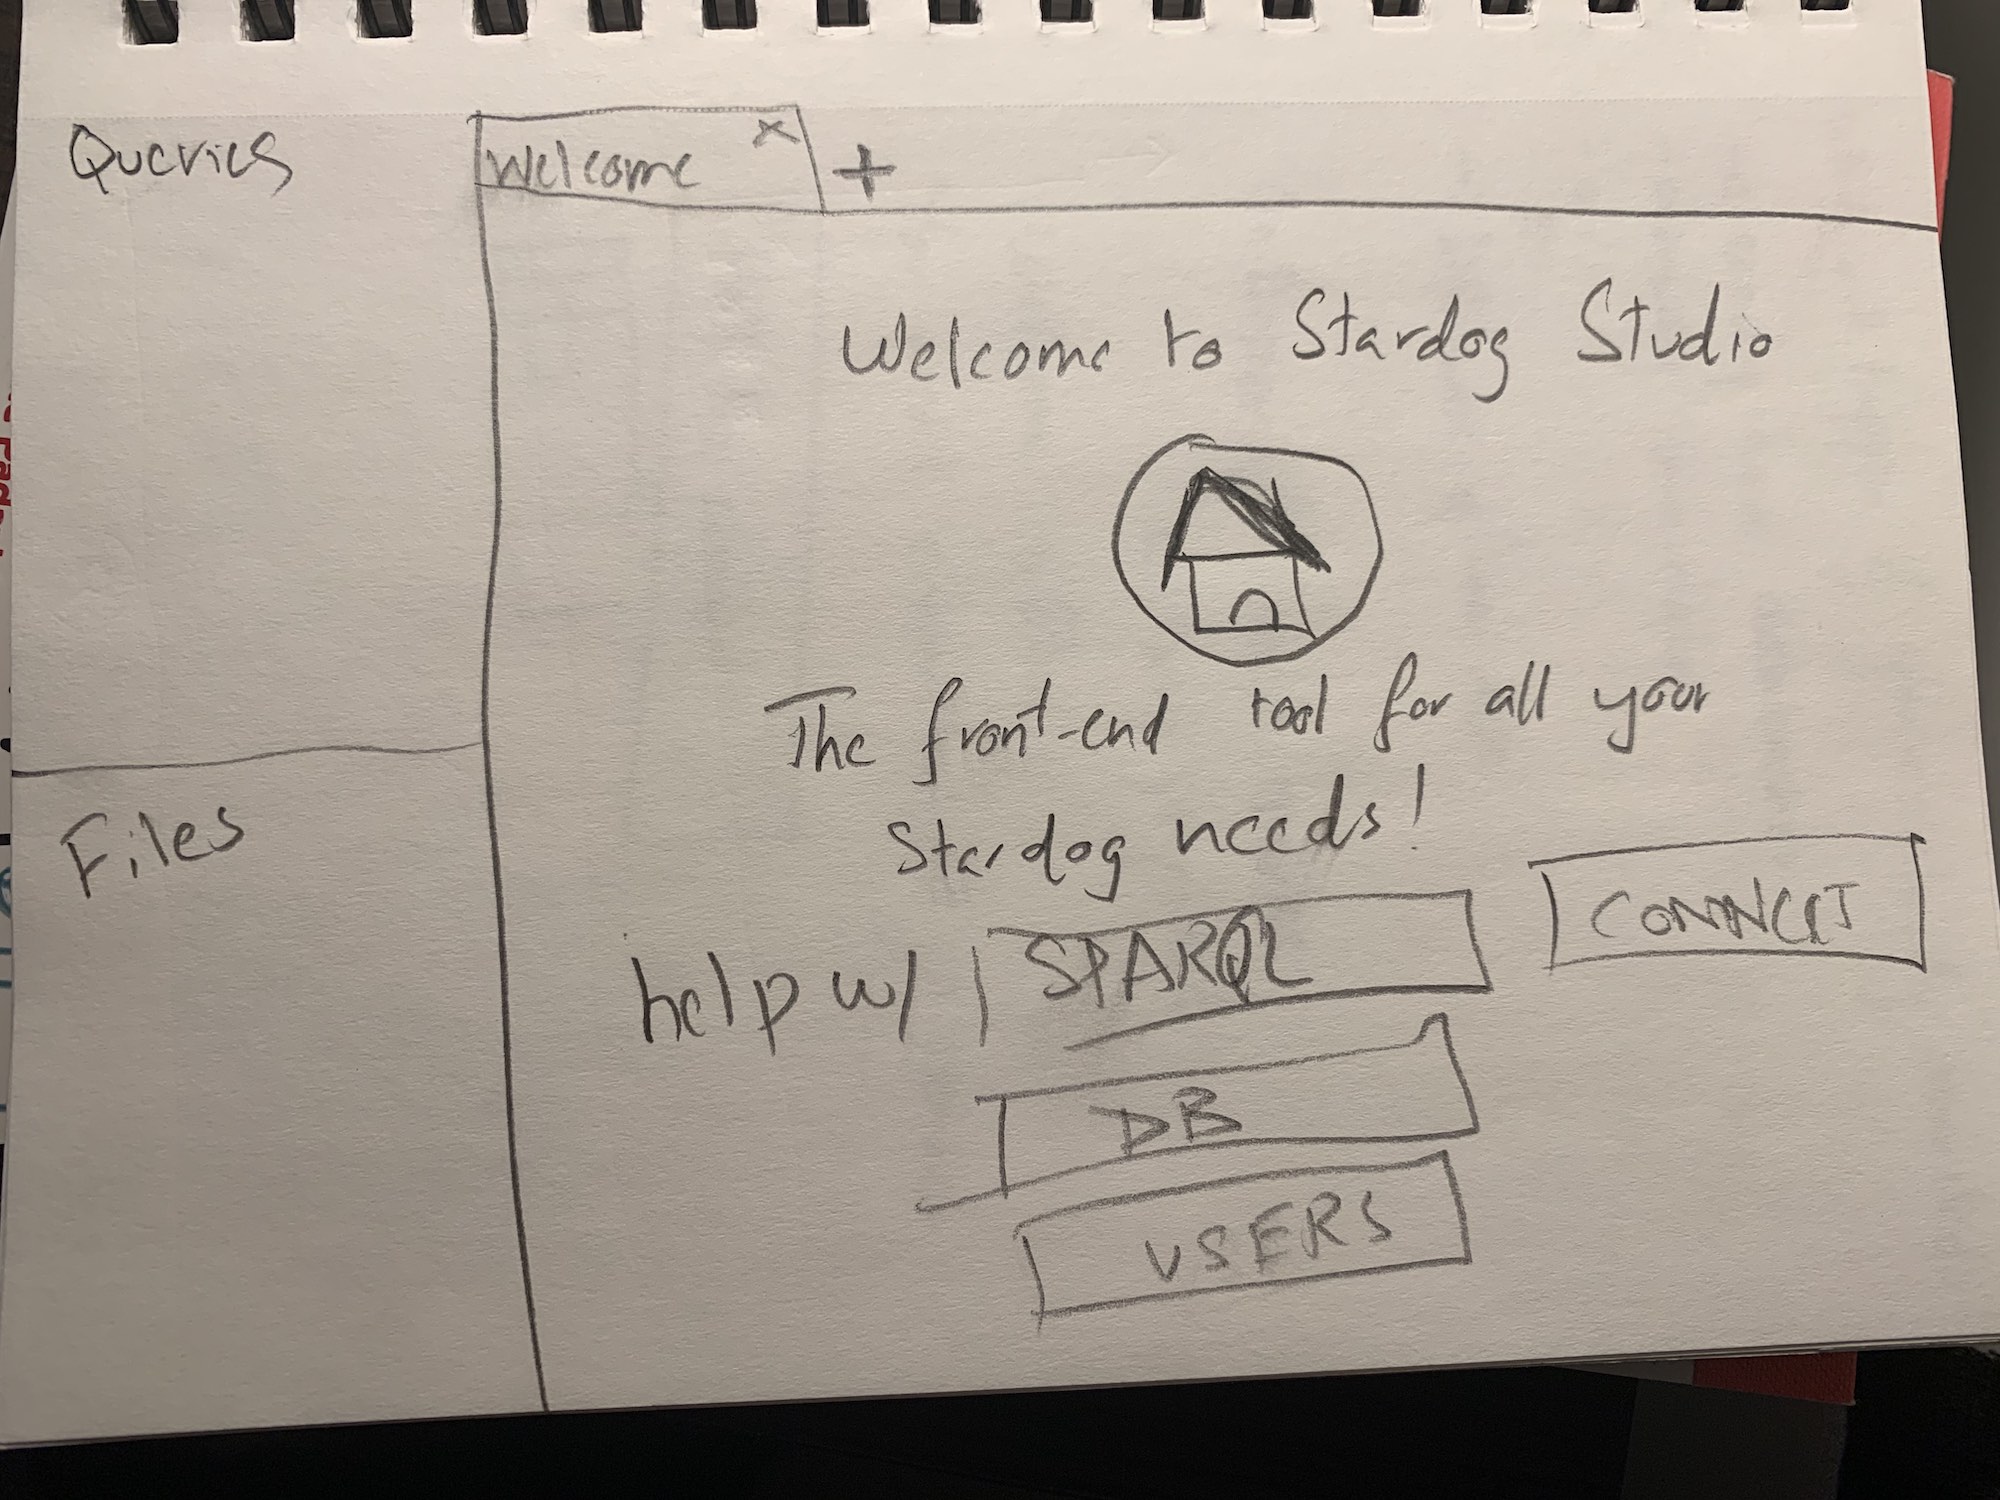 Queries
Welcome x +
Welcome to Stardog Studio
The front-end tool for all your
Stardog needs!
Files
help w/ SPARQL
CONNECT
DB
USERS